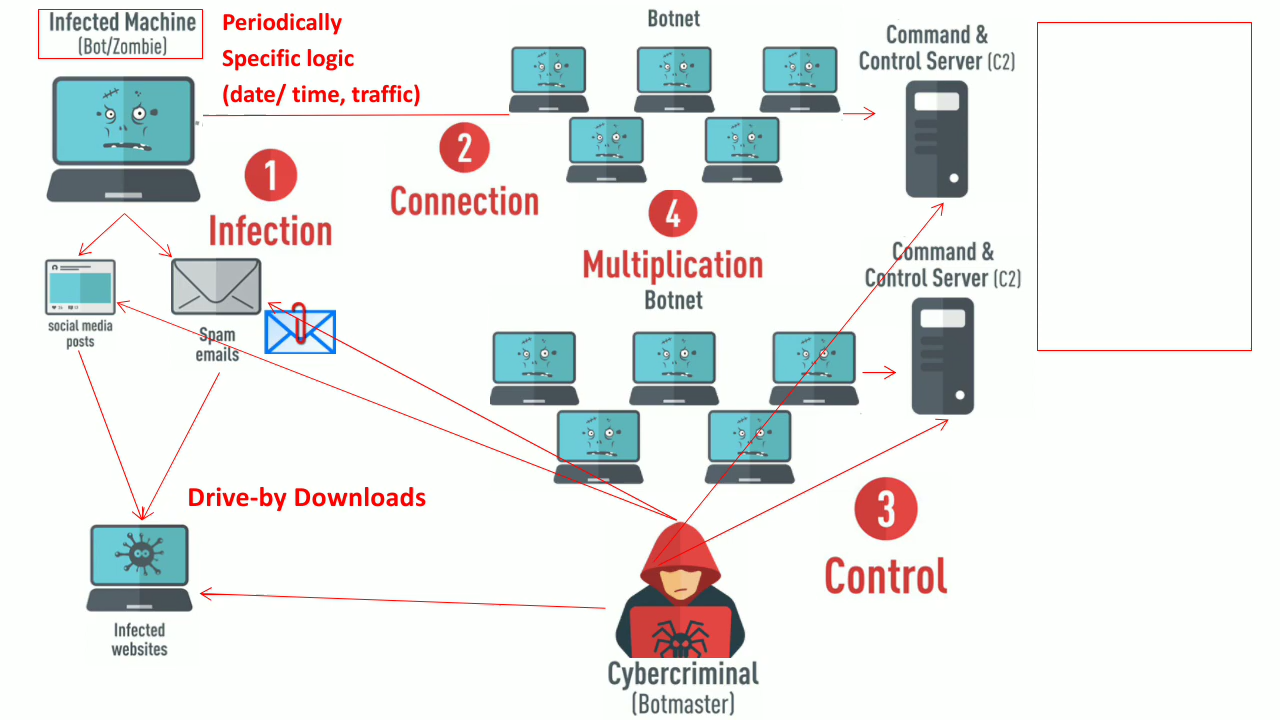 Infected Machine
(Bot/Zombie)
Periodically
Specific logic
(date/ time, traffic)
Botnet
Command &
Control Server (C2)
1
Infection
2
Connection
4
Multiplication
Botnet
Command &
Control Server (C2)
social media
posts
Spam
emails
Drive-by Downloads
3
Control
Infected
websites
Cybercriminal
(Botmaster)